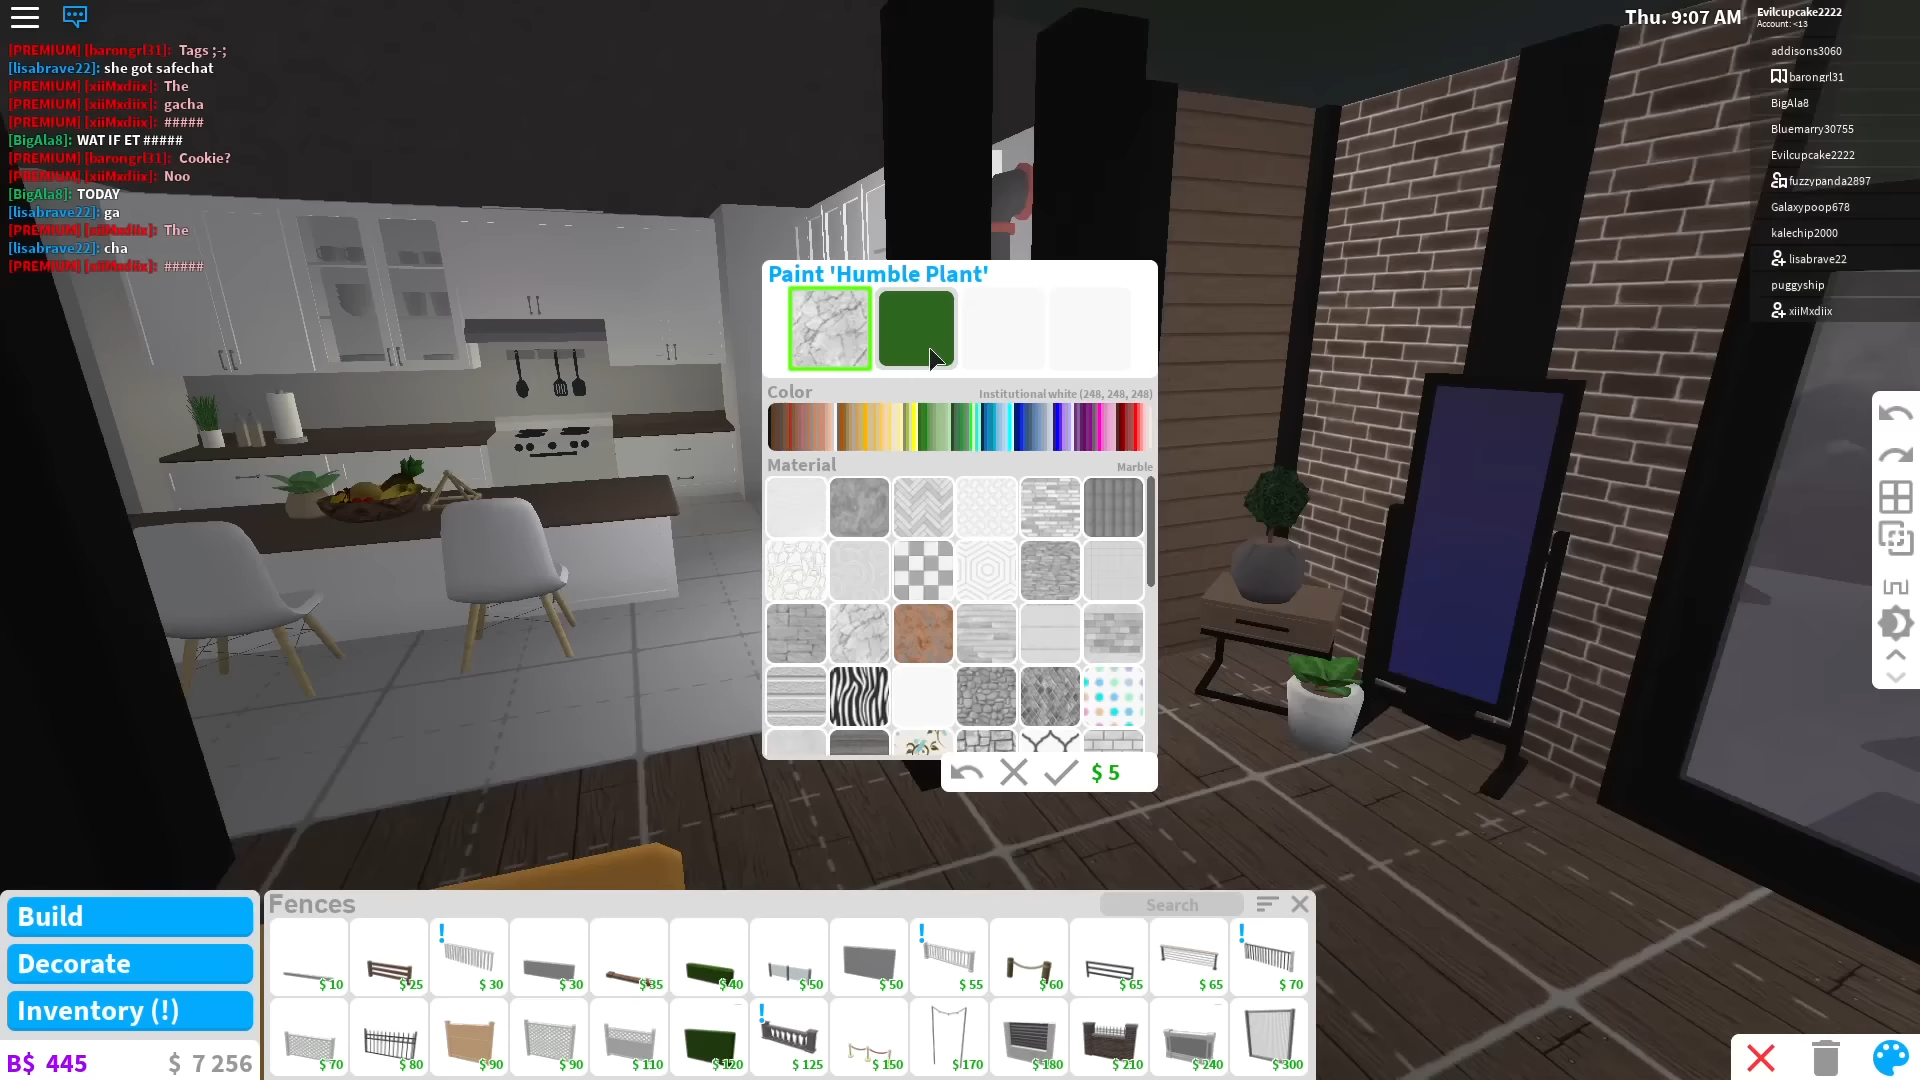 [PREMIUM] [barongrl31]: Tags ;-;
[lisabrave22]: she got safechat
[PREMIUM] [xiiMxdiix]: The
[PREMIUM] [xiiMxdiix]: gacha
[PREMIUM] [xiiMxdiix]: #####
[BigAla8]: WAT IF ET #####
[PREMIUM] [barongrl31]: Cookie?
[PREMIUM] [xiiMxdiix]: Noo
[BigAla8]: TODAY
[lisabrave22]: ga
[PREMIUM] [xiiMxdiix]: The
[lisabrave22]: cha
[PREMIUM] [xiiMxdiix]: #####
Thu. 9:07 AM
Evilcupcake2222
Account: <13
addisons3060
barongrl31
BigAla8
Bluemarry30755
Evilcupcake2222
fuzzypanda2897
Galaxypoop678
kalechip2000
lisabrave22
puggyship
xiiMxdiix
Paint 'Humble Plant'
Color Institutional white (248, 248, 248)
Material Marble
$ 5
Build
Decorate
Inventory (!)
B$ 445 $ 7 256
Fences Search
! ! !
$ 10 $ 25 $ 30 $ 30 $ 35 $ 40 $ 50 $ 50 $ 55 $ 60 $ 65 $ 65 $ 70
!
$ 70 $ 80 $ 90 $ 90 $ 110 $ 120 $ 125 $ 150 $ 170 $ 180 $ 210 $ 240 $ 300